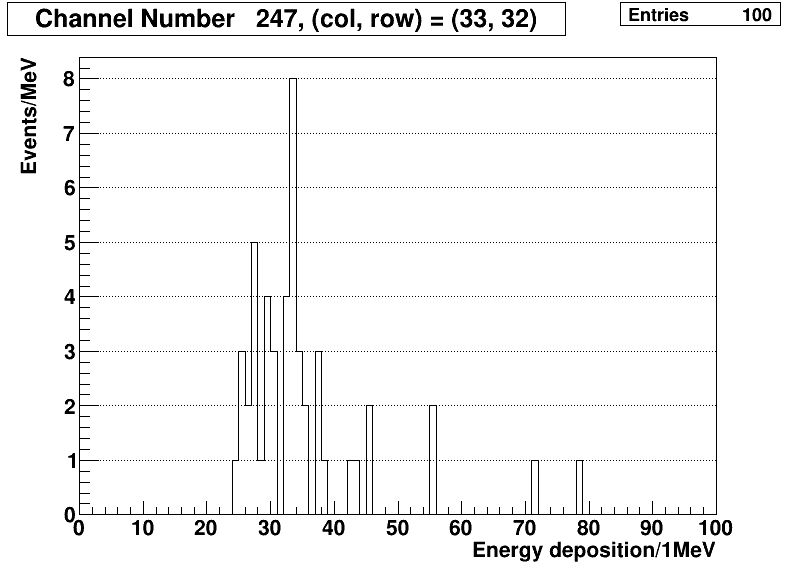 Channel Number 247, (col, row) = (33, 32)
Entries 100
Events/MeV
8
7
6
5
4
3
2
1
0
0 10 20 30 40 50 60 70 80 90 100
Energy deposition/1MeV